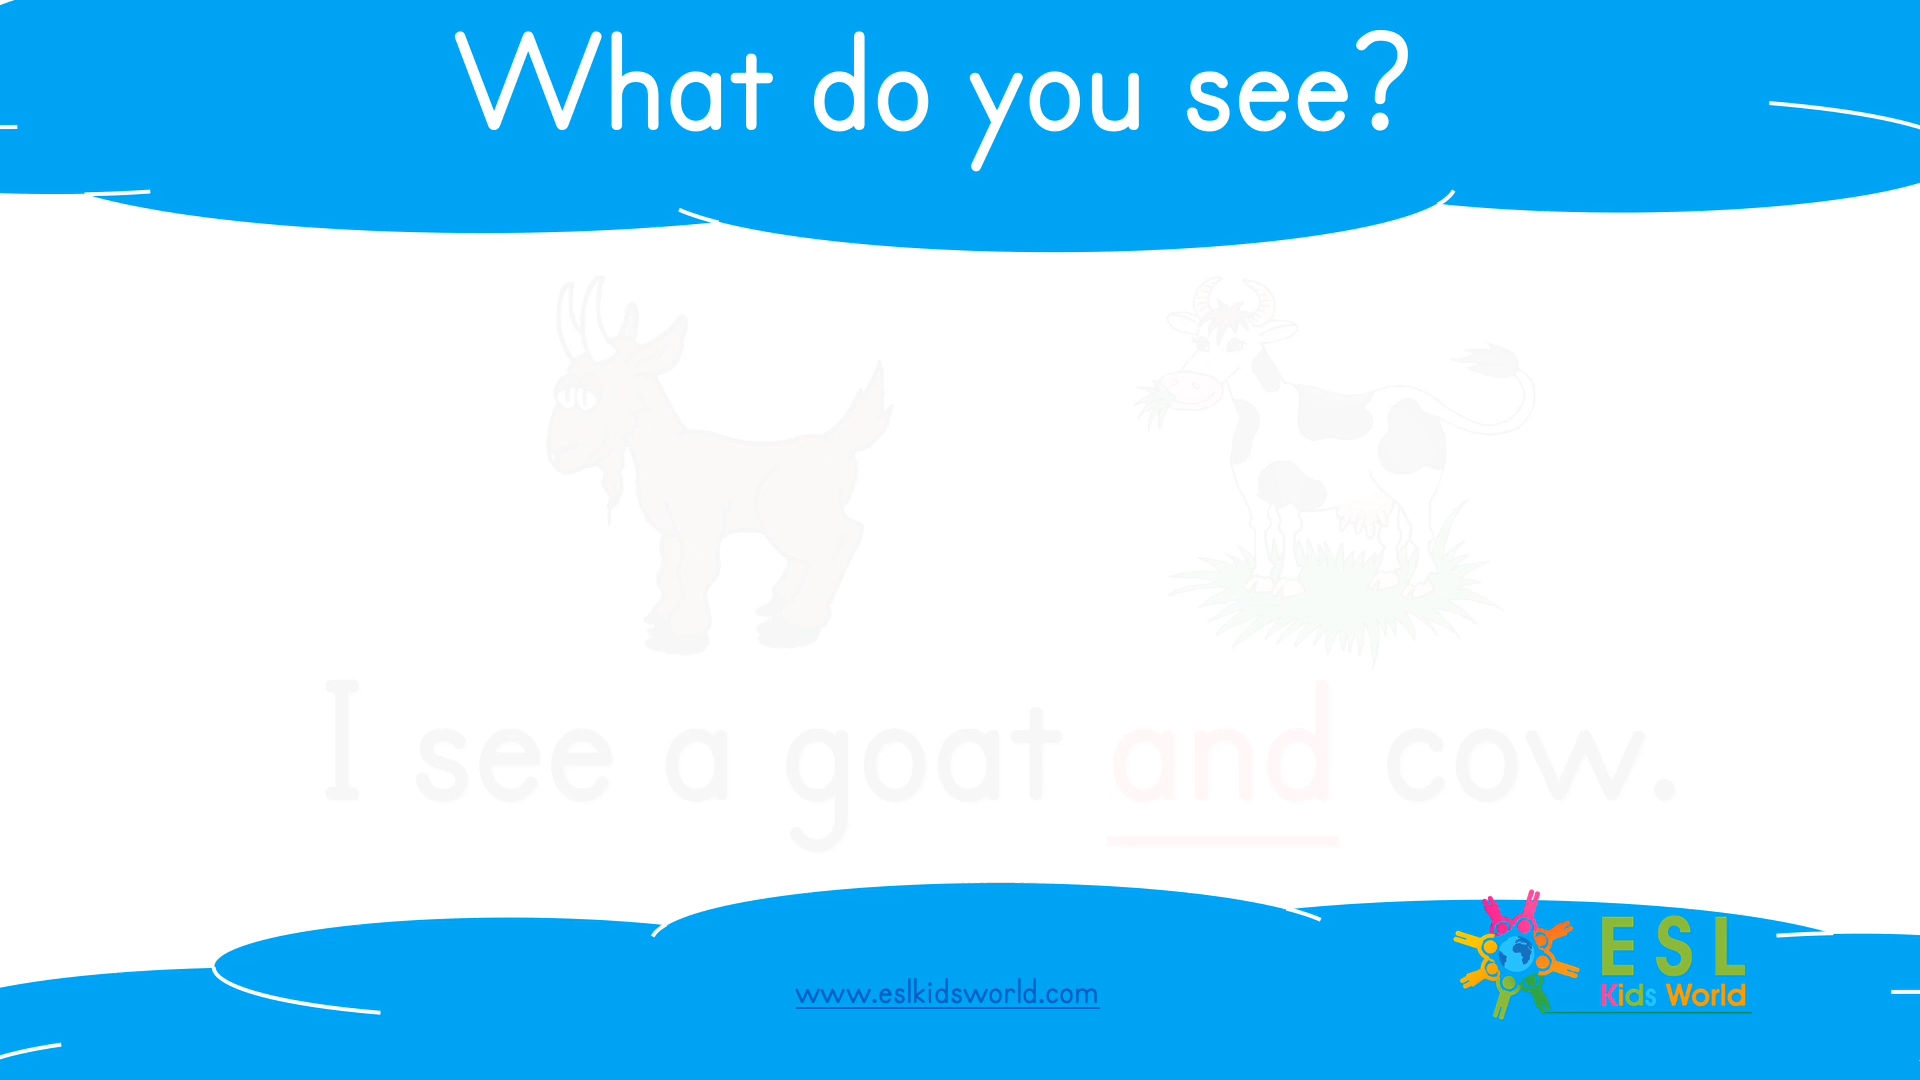 What do you see?
I see a goat and cow.
www.eslkidsworld.com
ESL
Kids World